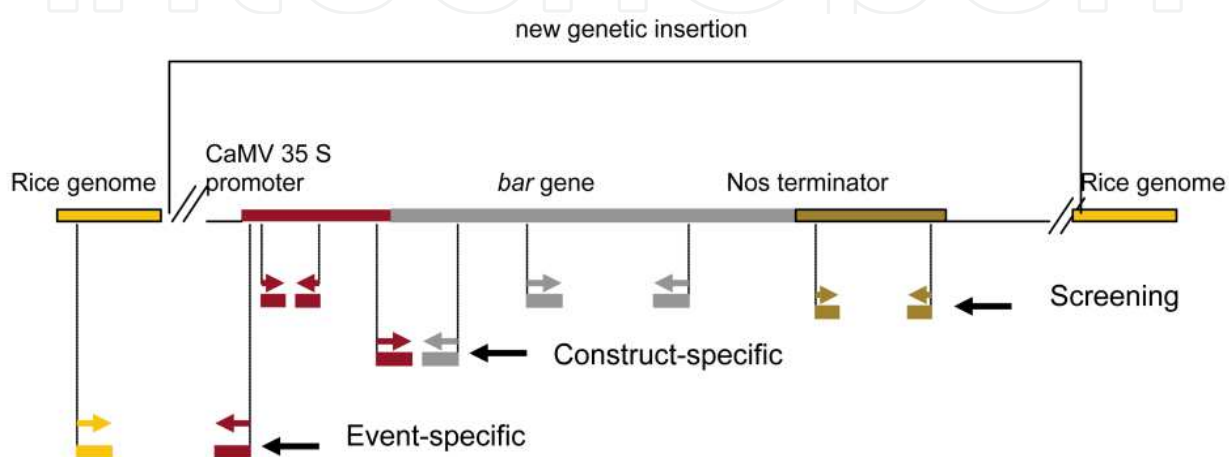 new genetic insertion
CaMV 35 S
promoter
Rice genome
bar gene
Nos terminator
Rice genome
Screening
Construct-specific
Event-specific